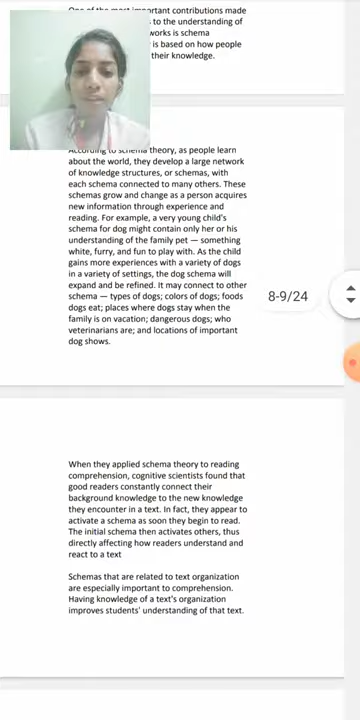 One of the most important contributions made
to the understanding of
works is schema
is based on how people
their knowledge.
According to schema theory, as people learn
about the world, they develop a large network
of knowledge structures, or schemas, with
each schema connected to many others. These
schemas grow and change as a person acquires
new information through experience and
reading. For example, a very young child's
schema for dog might contain only her or his
understanding of the family pet — something
white, furry, and fun to play with. As the child
gains more experiences with a variety of dogs
in a variety of settings, the dog schema will
expand and be refined. It may connect to other
schema — types of dogs; colors of dogs; foods
dogs eat; places where dogs stay when the
family is on vacation; dangerous dogs; who
veterinarians are; and locations of important
dog shows.
8-9/24
When they applied schema theory to reading
comprehension, cognitive scientists found that
good readers constantly connect their
background knowledge to the new knowledge
they encounter in a text. In fact, they appear to
activate a schema as soon they begin to read.
The initial schema then activates others, thus
directly affecting how readers understand and
react to a text
Schemas that are related to text organization
are especially important to comprehension.
Having knowledge of a text's organization
improves students' understanding of that text.